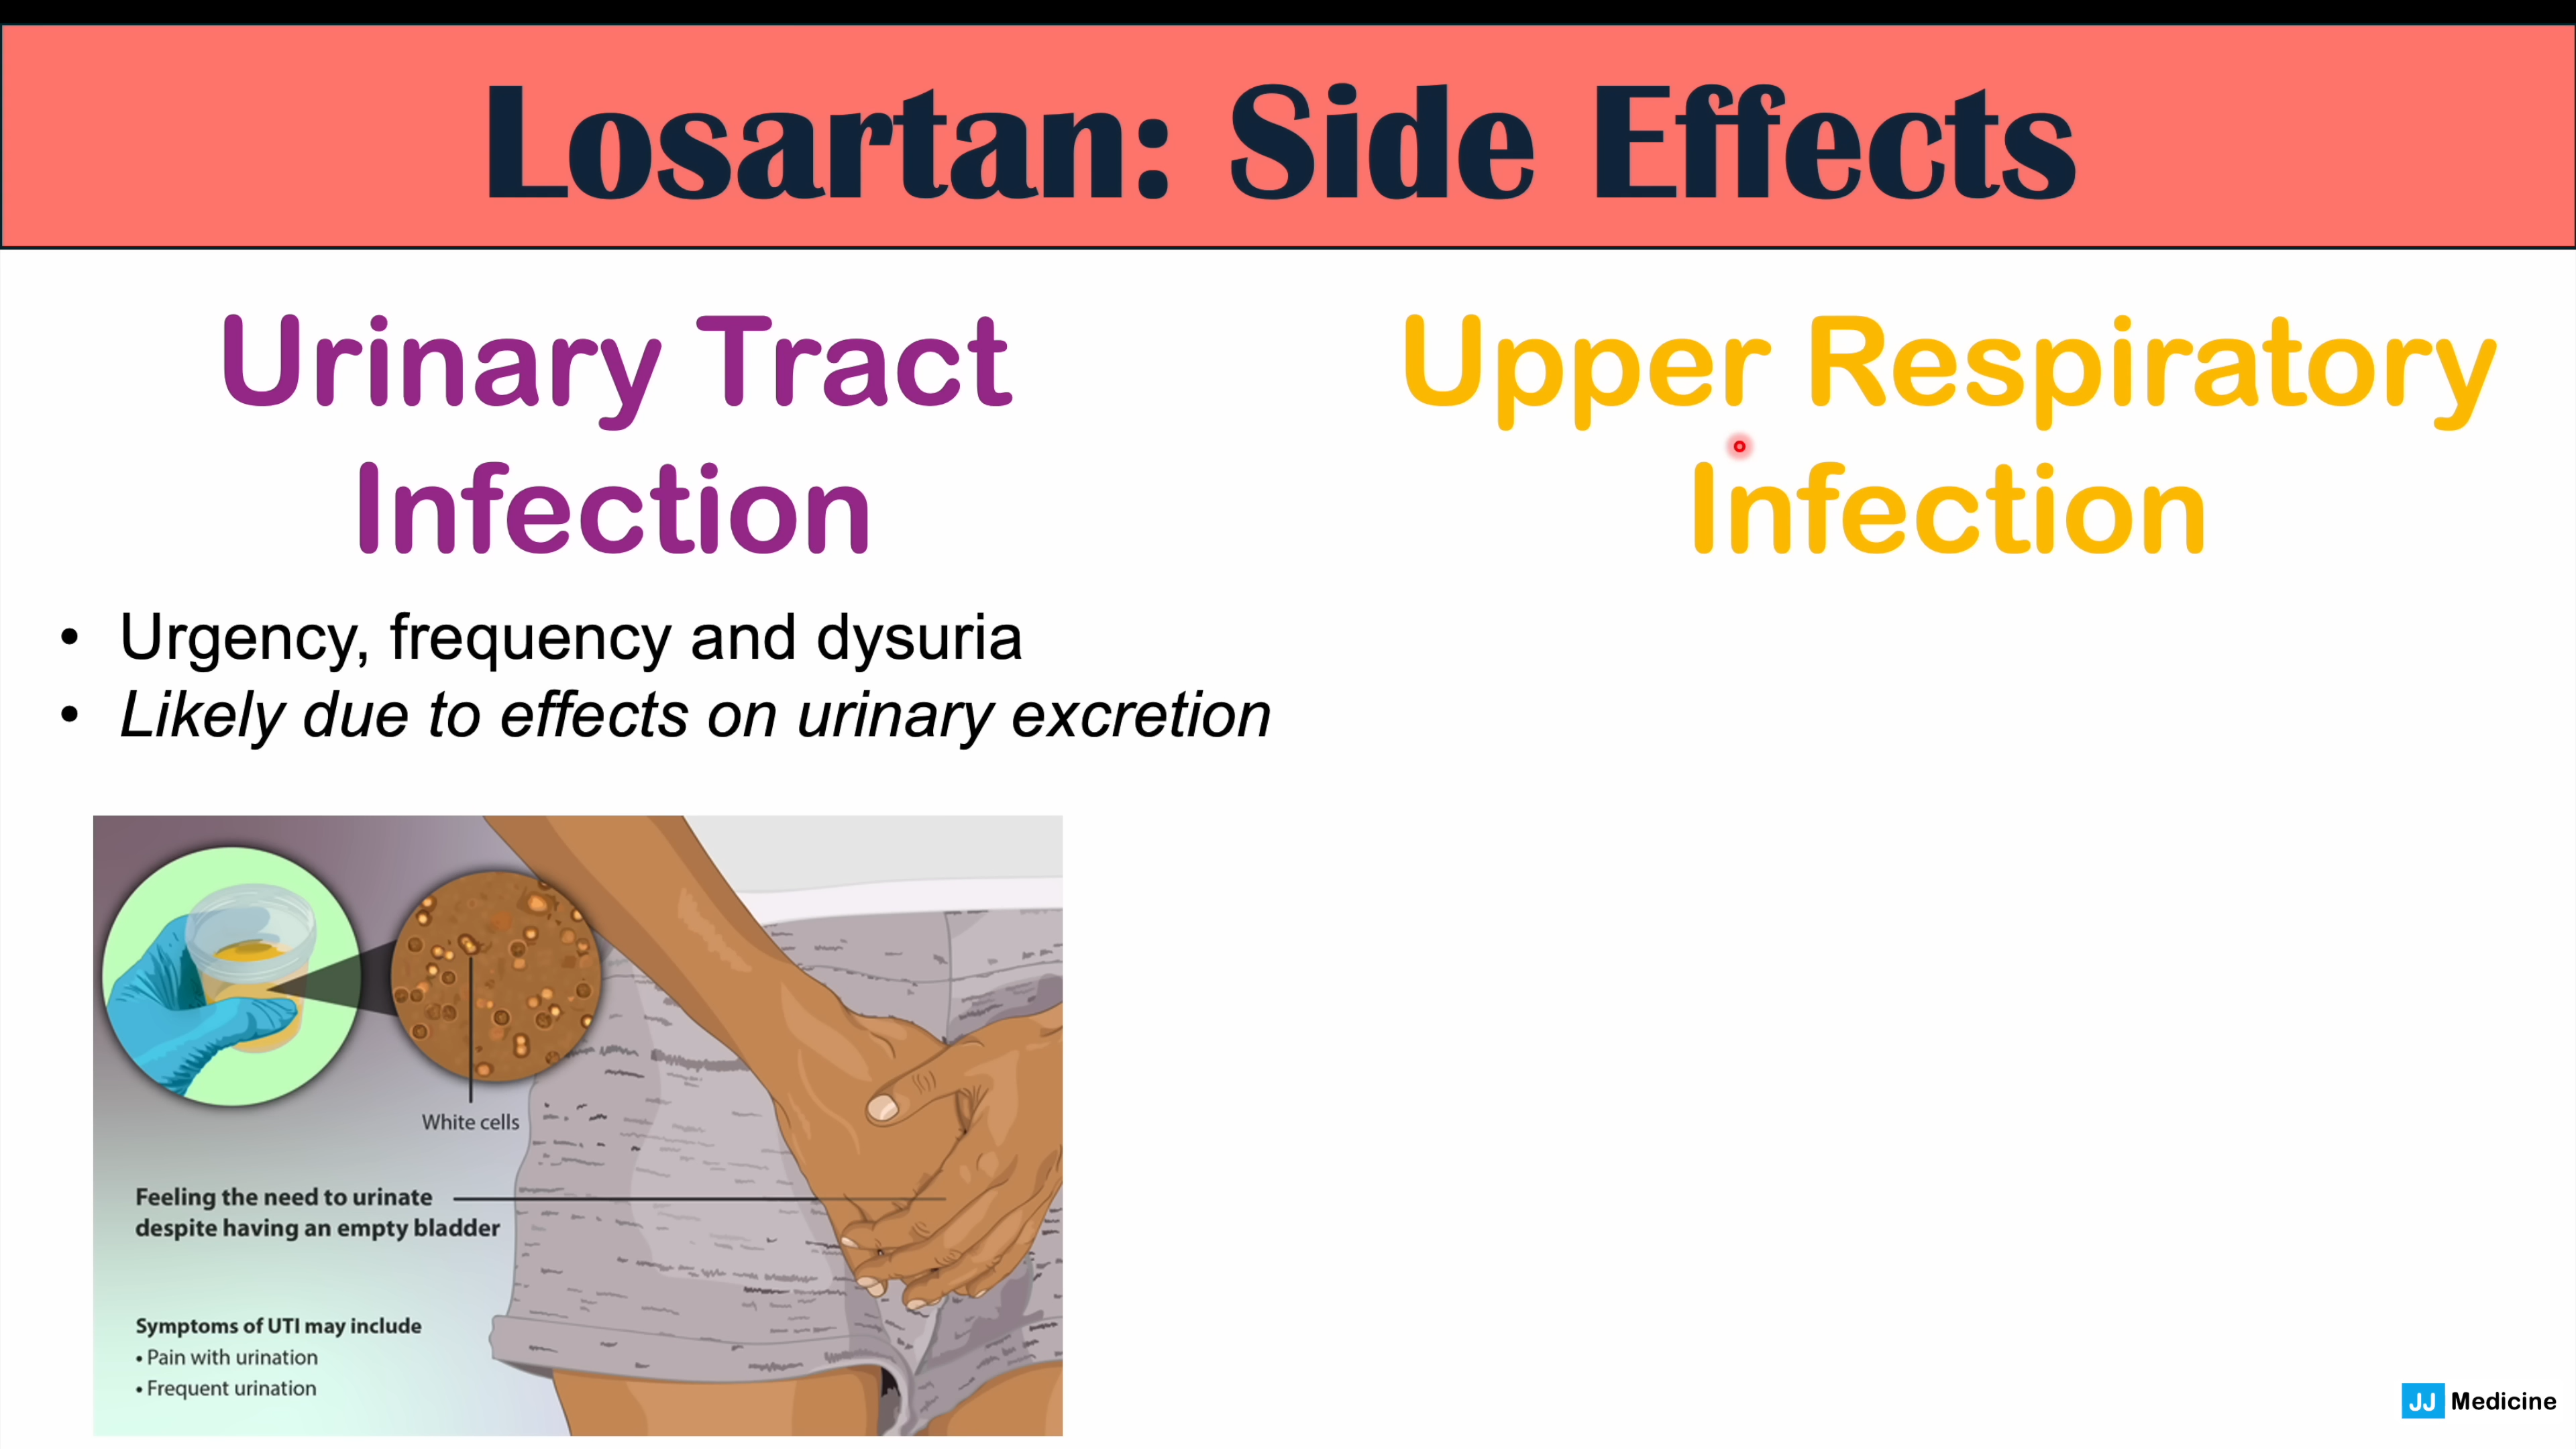 Losartan: Side Effects
Urinary Tract
Infection
• Urgency, frequency and dysuria
• Likely due to effects on urinary excretion
White cells
Feeling the need to urinate
despite having an empty bladder
Symptoms of UTI may include
• Pain with urination
• Frequent urination
Upper Respiratory
Infection
JJ Medicine